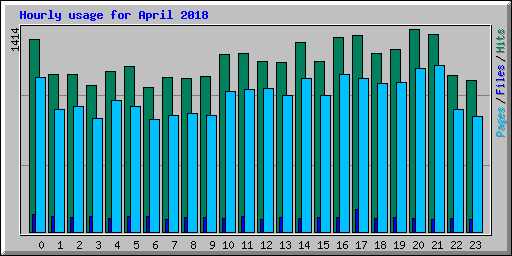 Hourly usage for April 2018
1414
Pages/Files/Hits
0 1 2 3 4 5 6 7 8 9 10 11 12 13 14 15 16 17 18 19 20 21 22 23